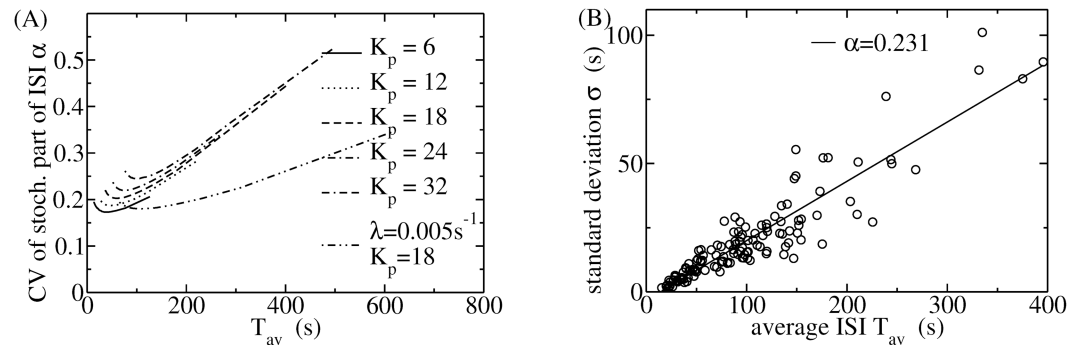 (A)
CV of stoch. part of ISI α
0.5
0.4
0.3
0.2
0.1
0
0 200 400 600 800
T_av (s)
K_p = 6
K_p = 12
K_p = 18
K_p = 24
K_p = 32
λ=0.005s⁻¹
K_p=18
(B)
standard deviation σ (s)
100
50
0
0 100 200 300 400
average ISI T_av (s)
α=0.231